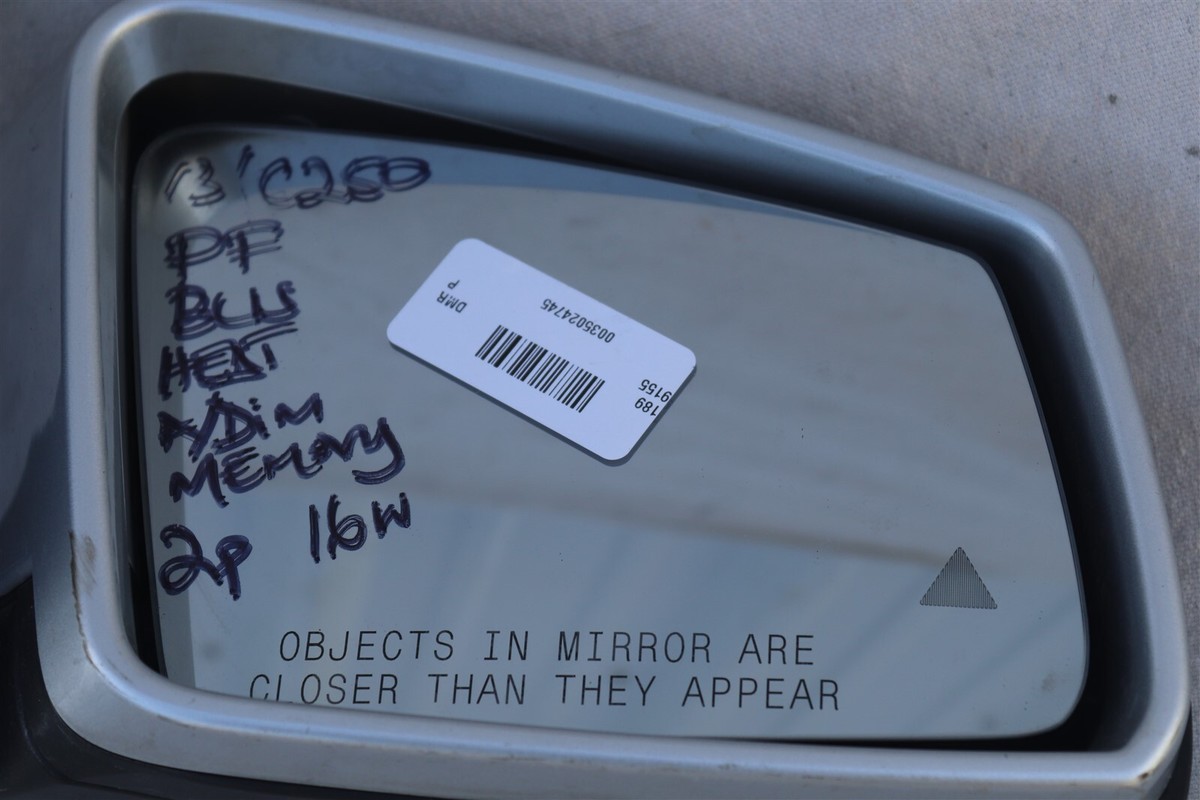 13' C250
PF
BLIS
HEAT
A/DiM
MEMOry
2p 16W
DMR
P
0035024745
189
9155
OBJECTS IN MIRROR ARE
CLOSER THAN THEY APPEAR